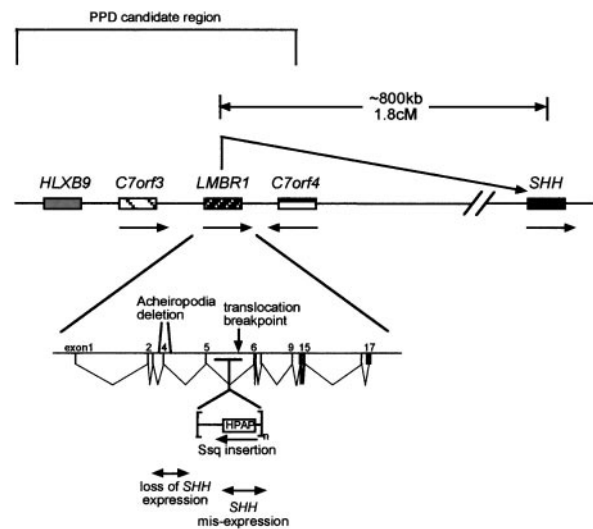 PPD candidate region
~800kb
1.8cM
HLXB9 C7orf3 LMBR1 C7orf4 SHH
Acheiropodia
deletion
translocation
breakpoint
exon1 2 4 5 6 9 15 17
HPAP
n
Ssq insertion
loss of SHH
expression
SHH
mis-expression